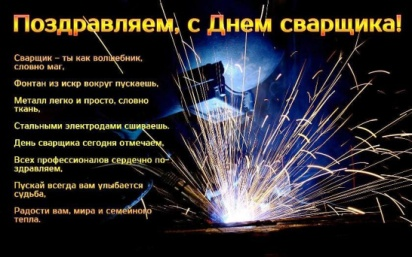 Поздравляем, с Днем сварщика!
Сварщик – ты как волшебник,
словно маг,
Фонтан из искр вокруг пускаешь,
Металл легко и просто, словно
ткань,
Стальными электродами сшиваешь.
День сварщика сегодня отмечаем,
Всех профессионалов сердечно по-
здравляем,
Пускай всегда вам улыбается
судьба,
Радости вам, мира и семейного
тепла.